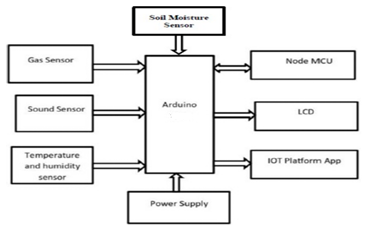 Soil Moisture
Sensor
Gas Sensor
Node MCU
Sound Sensor
Arduino
LCD
Temperature
and humidity
sensor
IOT Platform App
Power Supply